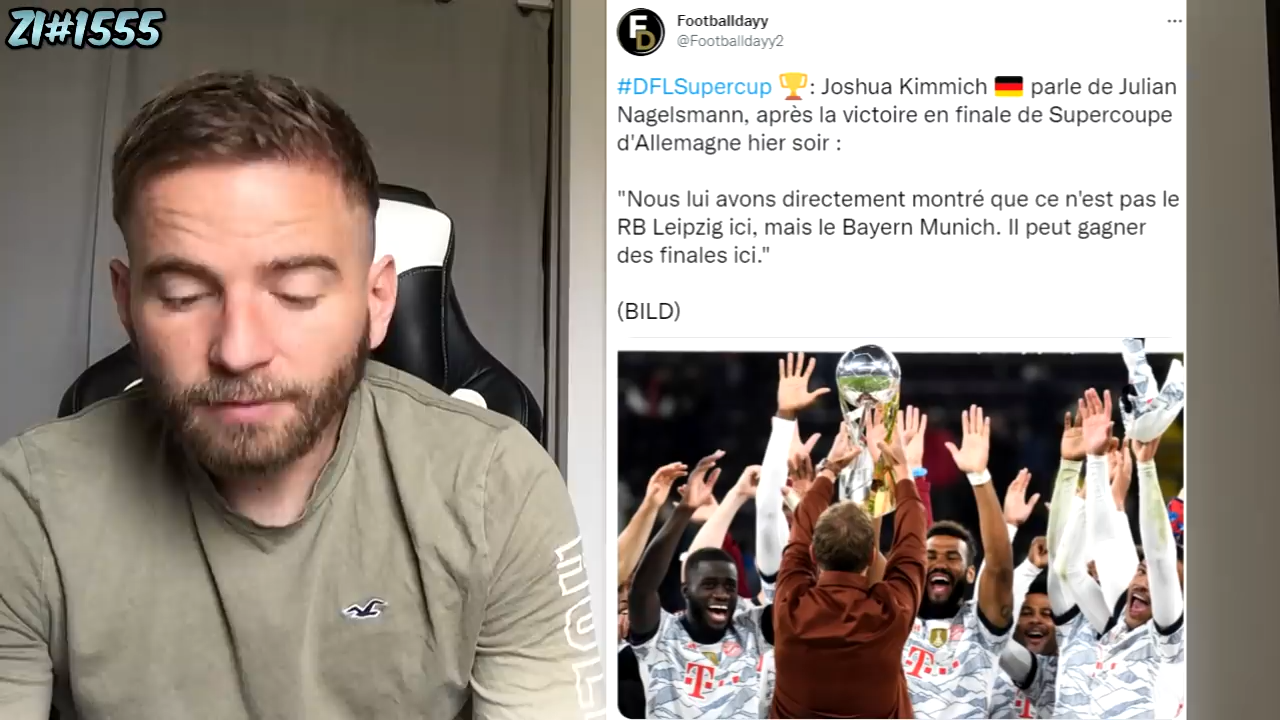 Z1#1555
Footballdayy
@Footballdayy2
#DFLSupercup 🏆: Joshua Kimmich 🇩🇪 parle de Julian
Nagelsmann, après la victoire en finale de Supercoupe
d'Allemagne hier soir :
"Nous lui avons directement montré que ce n'est pas le
RB Leipzig ici, mais le Bayern Munich. Il peut gagner
des finales ici."
(BILD)